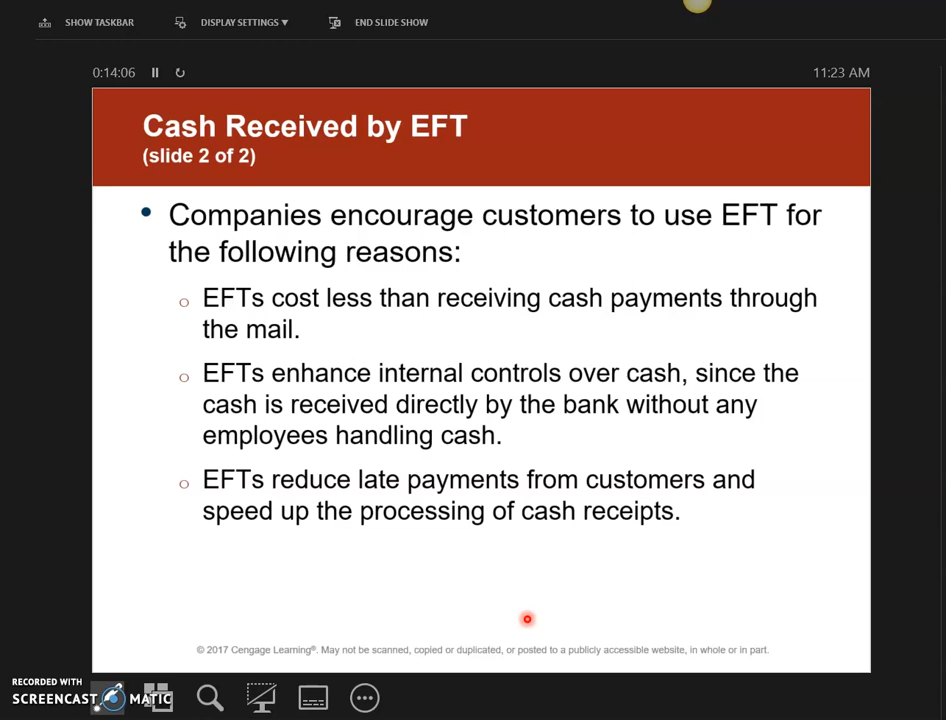 SHOW TASKBAR DISPLAY SETTINGS ▼ END SLIDE SHOW
0:14:06 11:23 AM
Cash Received by EFT
(slide 2 of 2)
• Companies encourage customers to use EFT for
the following reasons:
o EFTs cost less than receiving cash payments through
the mail.
o EFTs enhance internal controls over cash, since the
cash is received directly by the bank without any
employees handling cash.
o EFTs reduce late payments from customers and
speed up the processing of cash receipts.
© 2017 Cengage Learning®. May not be scanned, copied or duplicated, or posted to a publicly accessible website, in whole or in part.
RECORDED WITH
SCREENCAST MATIC